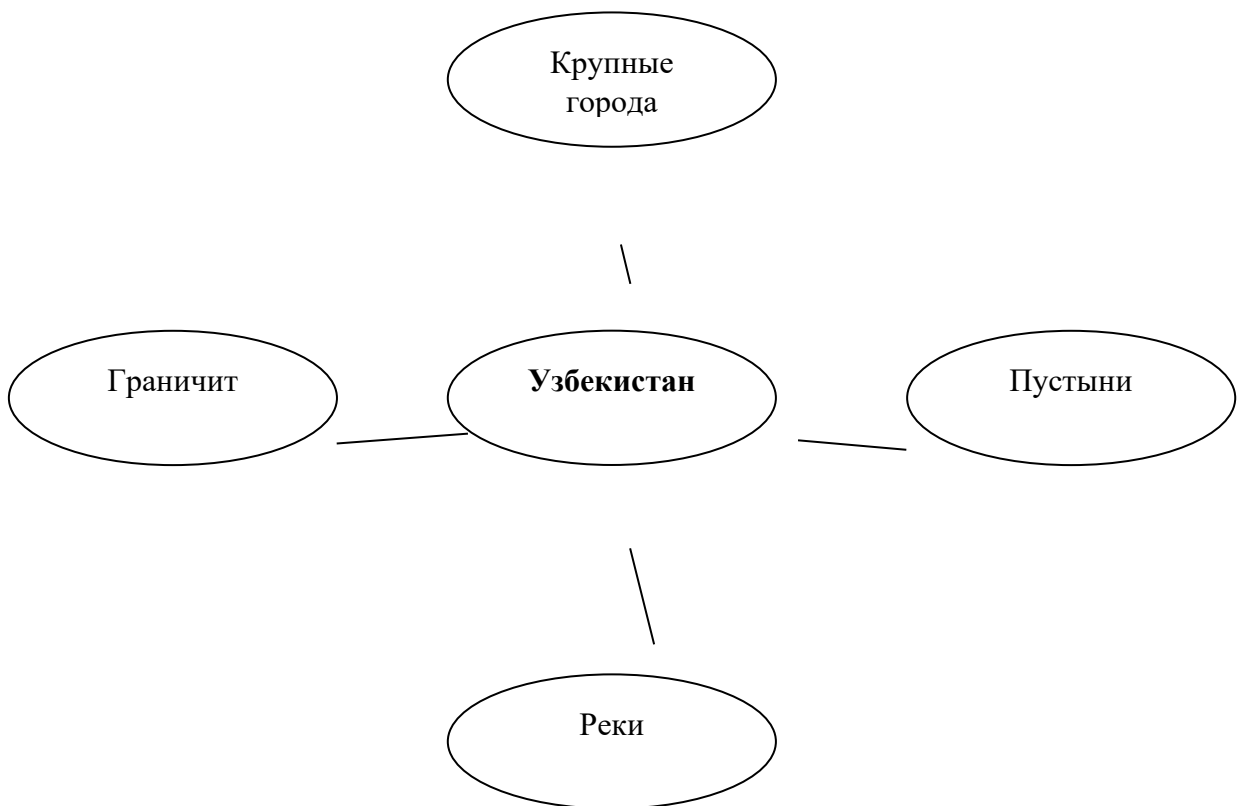 Крупные
города
Граничит
Узбекистан
Пустыни
Реки